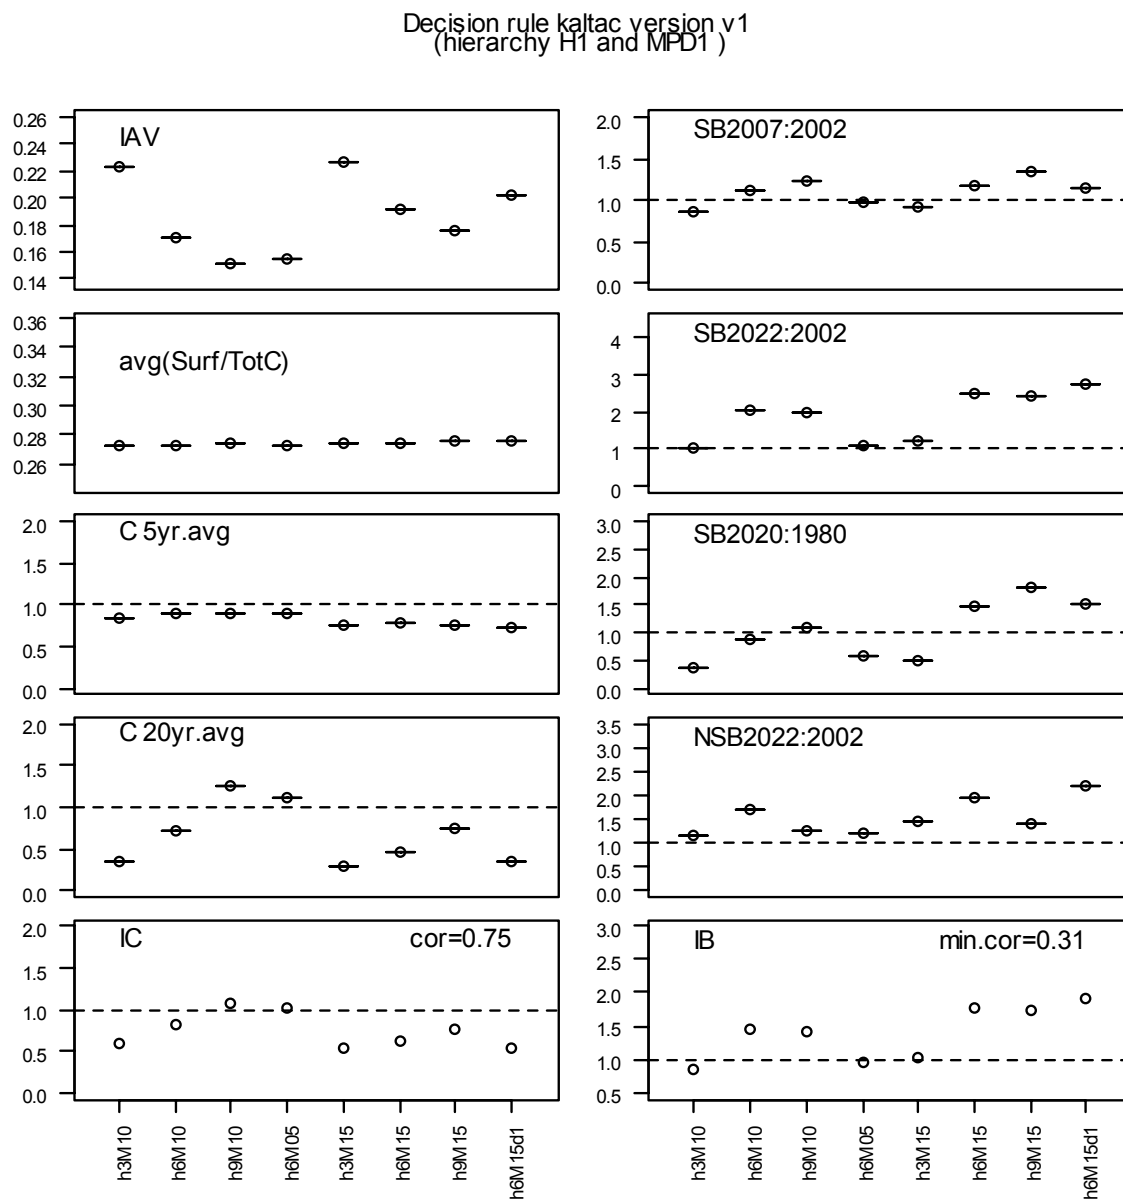 Decision rule kaltac version v1
(hierarchy H1 and MPD1 )
IAV
0.26
0.24
0.22
0.20
0.18
0.16
0.14
avg(Surf/TotC)
0.36
0.34
0.32
0.30
0.28
0.26
C 5yr.avg
2.0
1.5
1.0
0.5
0.0
C 20yr.avg
2.0
1.5
1.0
0.5
0.0
IC cor=0.75
2.0
1.5
1.0
0.5
0.0
h3M10
h6M10
h9M10
h6M05
h3M15
h6M15
h9M15
h6M15d1
SB2007:2002
2.0
1.5
1.0
0.5
0.0
SB2022:2002
4
3
2
1
0
SB2020:1980
3.0
2.5
2.0
1.5
1.0
0.5
0.0
NSB2022:2002
3.5
3.0
2.5
2.0
1.5
1.0
0.5
0.0
IB min.cor=0.31
3.0
2.5
2.0
1.5
1.0
0.5
h3M10
h6M10
h9M10
h6M05
h3M15
h6M15
h9M15
h6M15d1